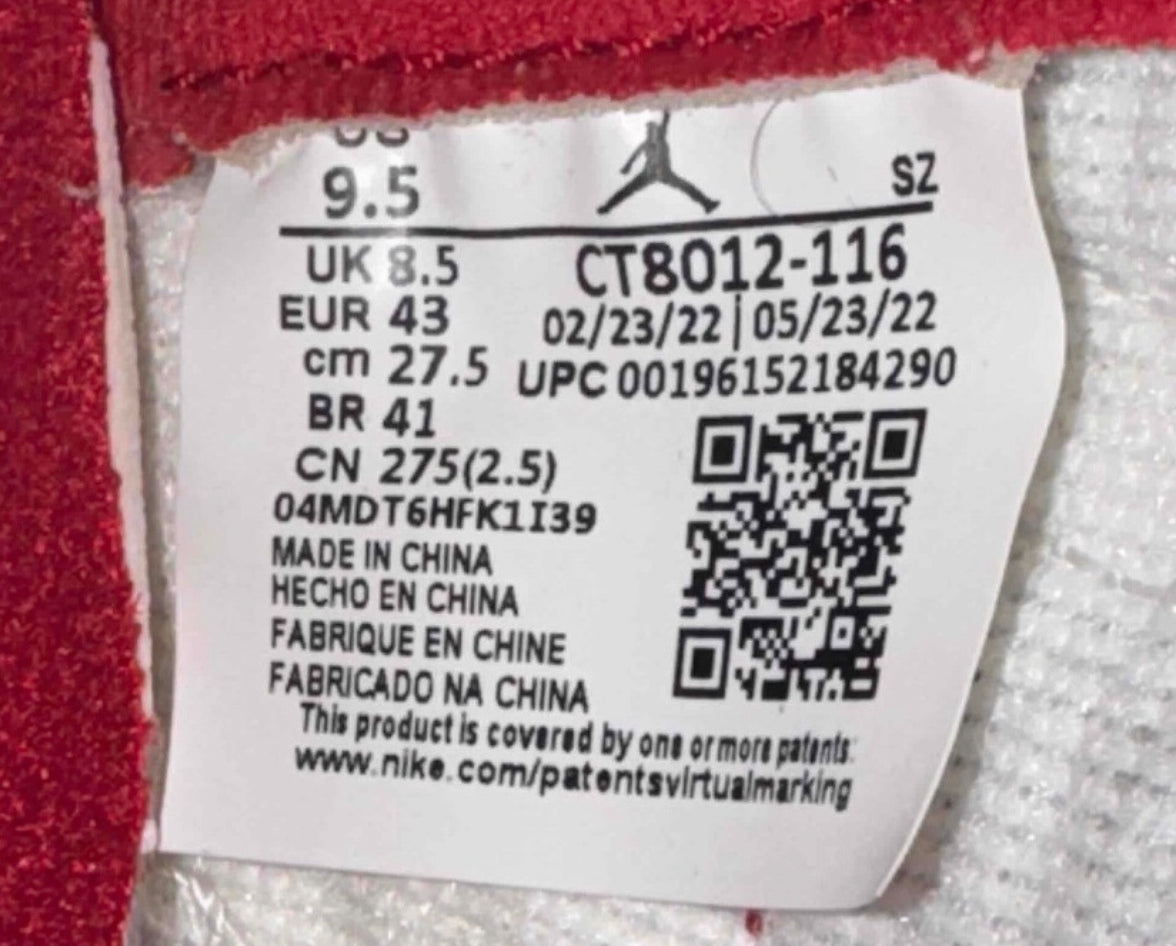 US
9.5
SZ
UK 8.5
CT8012-116
EUR 43
02/23/22 | 05/23/22
cm 27.5
UPC 00196152184290
BR 41
CN 275(2.5)
04MDT6HFK1I39
MADE IN CHINA
HECHO EN CHINA
FABRIQUE EN CHINE
FABRICADO NA CHINA
This product is covered by one or more patents:
www.nike.com/patentsvirtualmarking